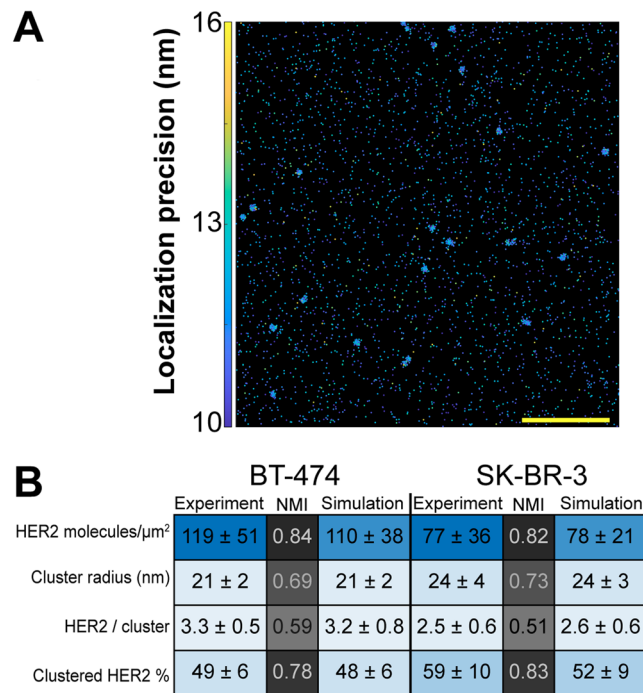 A
Localization precision (nm)
16
13
10
B
BT-474 SK-BR-3
Experiment NMI Simulation Experiment NMI Simulation
HER2 molecules/µm² 119 ± 51 0.84 110 ± 38 77 ± 36 0.82 78 ± 21
Cluster radius (nm) 21 ± 2 0.69 21 ± 2 24 ± 4 0.73 24 ± 3
HER2 / cluster 3.3 ± 0.5 0.59 3.2 ± 0.8 2.5 ± 0.6 0.51 2.6 ± 0.6
Clustered HER2 % 49 ± 6 0.78 48 ± 6 59 ± 10 0.83 52 ± 9